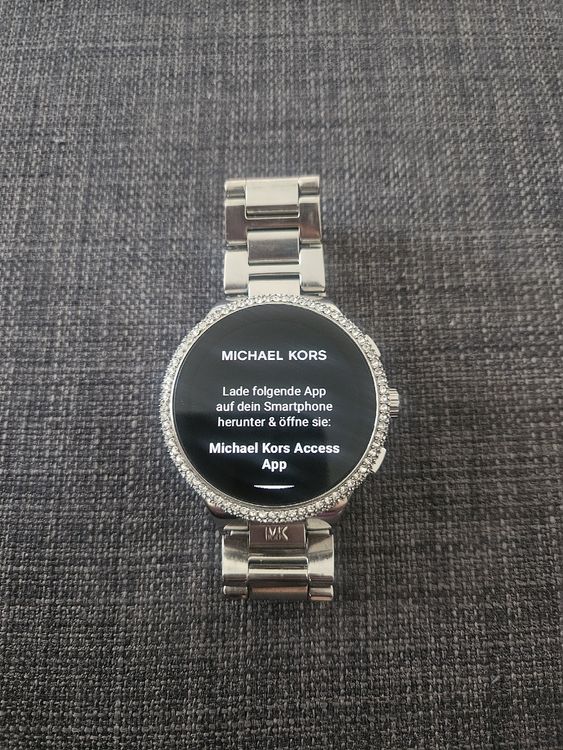 MICHAEL KORS
Lade folgende App
auf dein Smartphone
herunter & öffne sie:
Michael Kors Access
App
MK